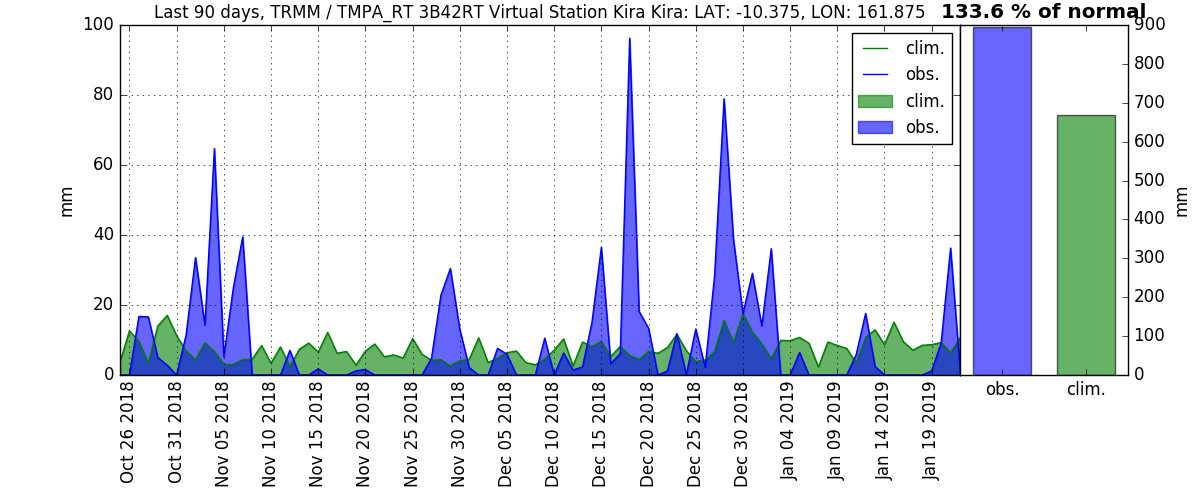 Last 90 days, TRMM / TMPA_RT 3B42RT Virtual Station Kira Kira: LAT: -10.375, LON: 161.875 133.6 % of normal
mm
100
80
60
40
20
0
clim.
obs.
clim.
obs.
Oct 26 2018
Oct 31 2018
Nov 05 2018
Nov 10 2018
Nov 15 2018
Nov 20 2018
Nov 25 2018
Nov 30 2018
Dec 05 2018
Dec 10 2018
Dec 15 2018
Dec 20 2018
Dec 25 2018
Dec 30 2018
Jan 04 2019
Jan 09 2019
Jan 14 2019
Jan 19 2019
obs. clim.
900
800
700
600
500
400
300
200
100
0
mm